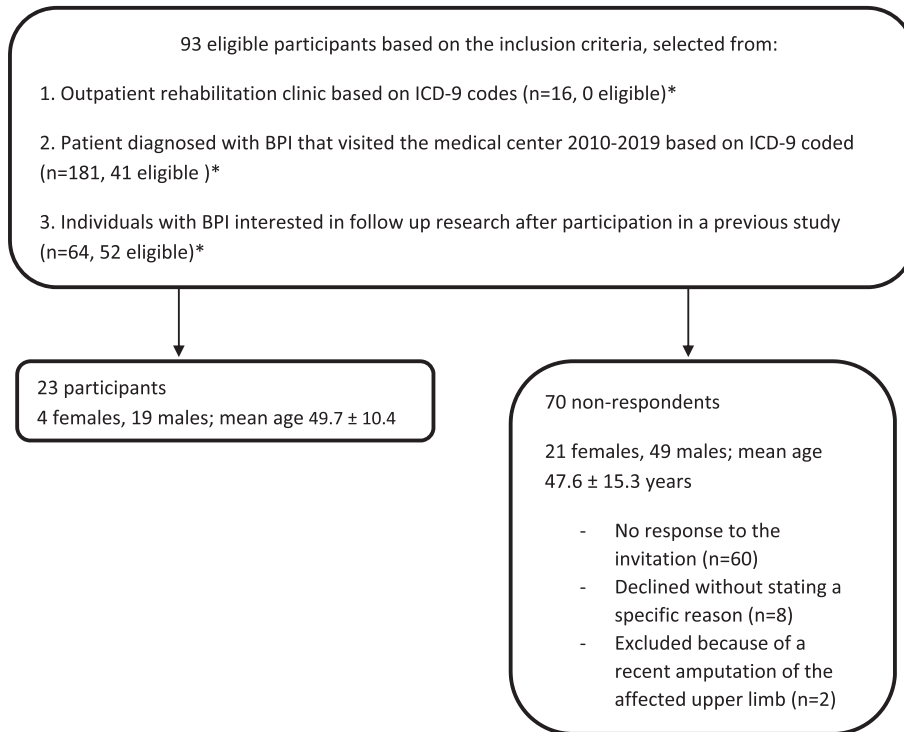 93 eligible participants based on the inclusion criteria, selected from:
1. Outpatient rehabilitation clinic based on ICD-9 codes (n=16, 0 eligible)*
2. Patient diagnosed with BPI that visited the medical center 2010-2019 based on ICD-9 coded
(n=181, 41 eligible )*
3. Individuals with BPI interested in follow up research after participation in a previous study
(n=64, 52 eligible)*
23 participants
4 females, 19 males; mean age 49.7 ± 10.4
70 non-respondents
21 females, 49 males; mean age
47.6 ± 15.3 years
- No response to the
invitation (n=60)
- Declined without stating a
specific reason (n=8)
- Excluded because of a
recent amputation of the
affected upper limb (n=2)